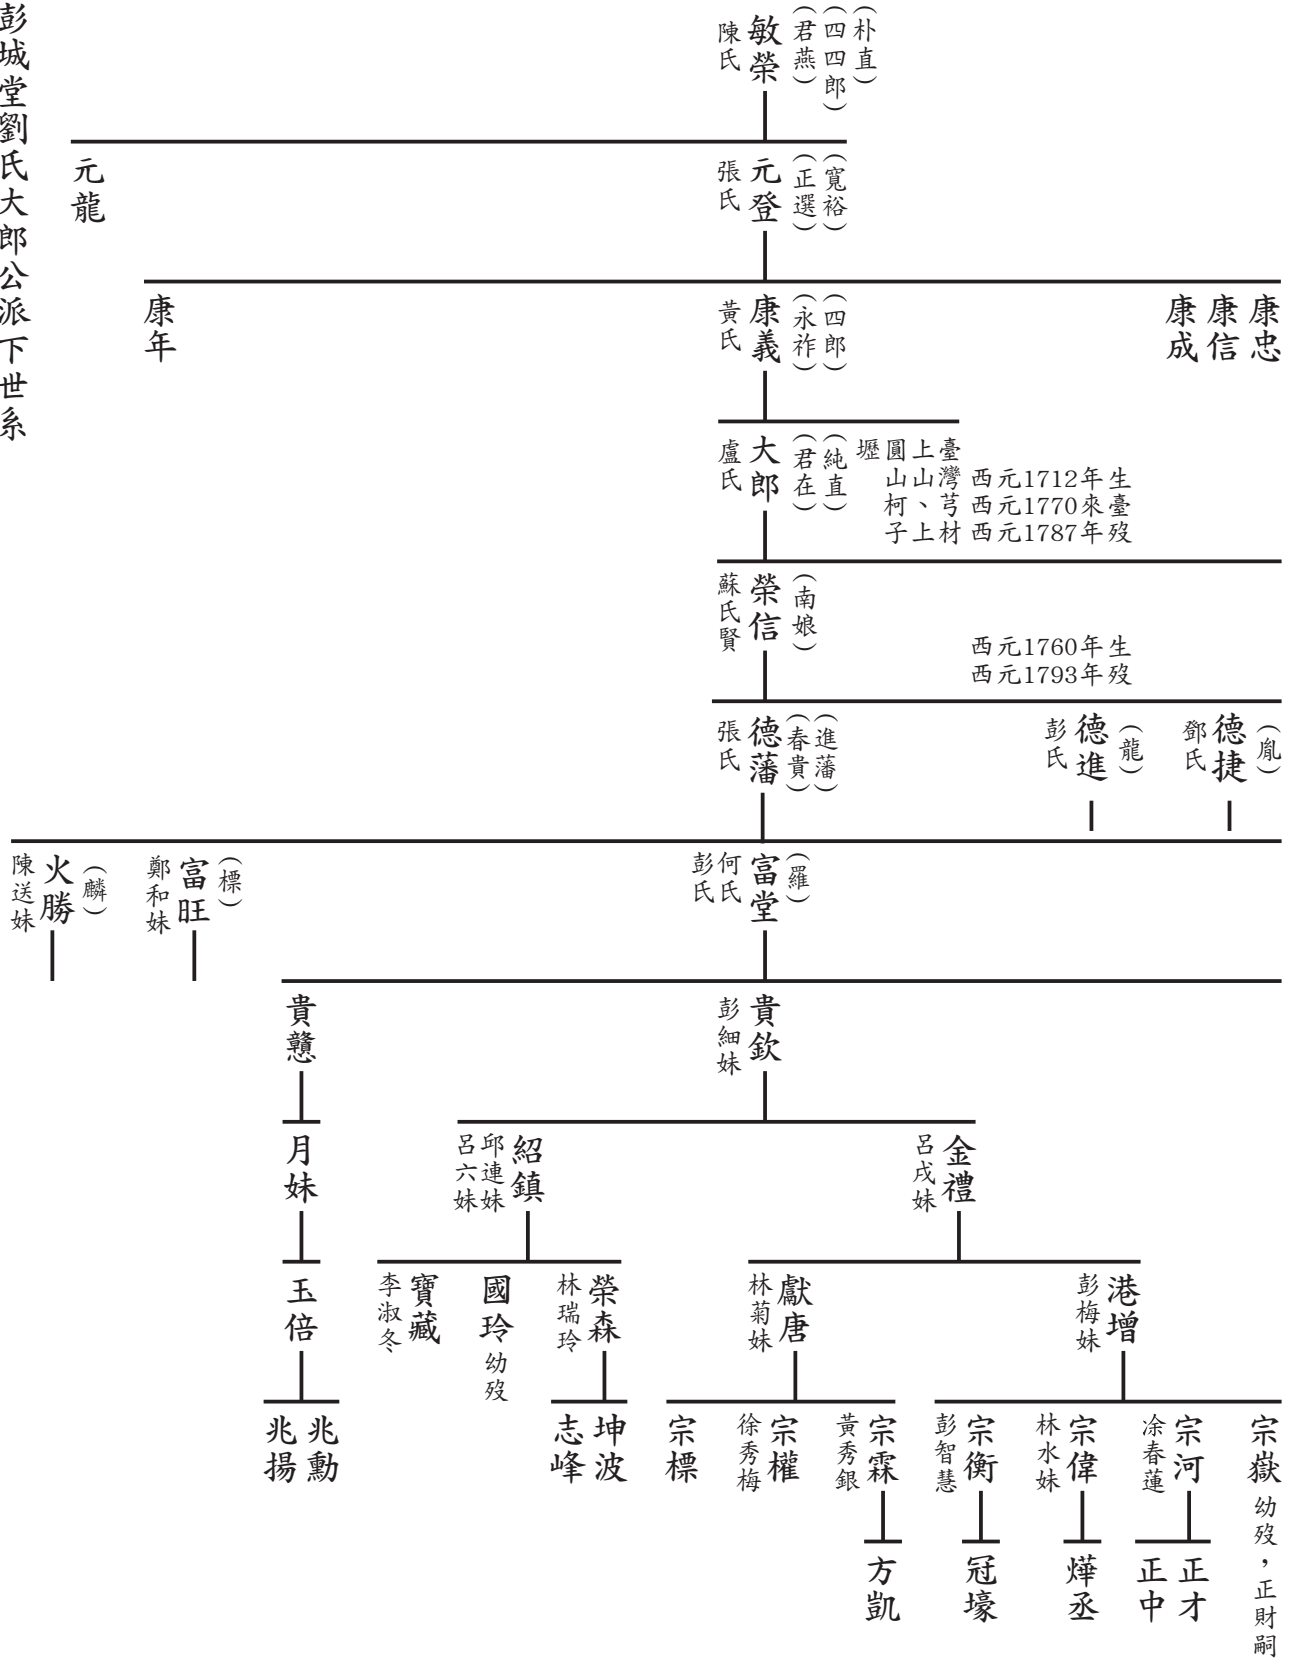 彭城堂劉氏大郎公派下世系
(朴直)
(四四郎)
(君燕)
敏榮
陳氏
(寬裕)
(正選)
元登
張氏
元龍
康忠
康信
康成
(四郎)
(永祚)
康義
黃氏
康年
西元1712年生
西元1770來臺
西元1787年歿
臺灣芎材
上山、上
圓山柯子
壢
(純直)
(君在)
大郎
盧氏
西元1760年生
西元1793年歿
(南娘)
榮信
蘇氏賢
(胤)
德捷
鄧氏
(龍)
德進
彭氏
(進藩)
(春貴)
德藩
張氏
(羅)
富堂
何氏
彭氏
(標)
富旺
鄭和妹
(麟)
火勝
陳送妹
貴欽
彭細妹
貴戇
金禮
呂戌妹
紹鎮
邱連妹
呂六妹
月妹
港增
彭梅妹
獻唐
林菊妹
榮森
林瑞玲
國玲 幼歿
寶藏
李淑冬
玉倍
宗嶽 幼歿，正財嗣
宗河
凃春蓮
宗偉
林水妹
宗衡
彭智慧
宗霖
黃秀銀
宗權
徐秀梅
宗標
坤波
志峰
兆勳
兆揚
正才
正中
燁丞
冠壕
方凱